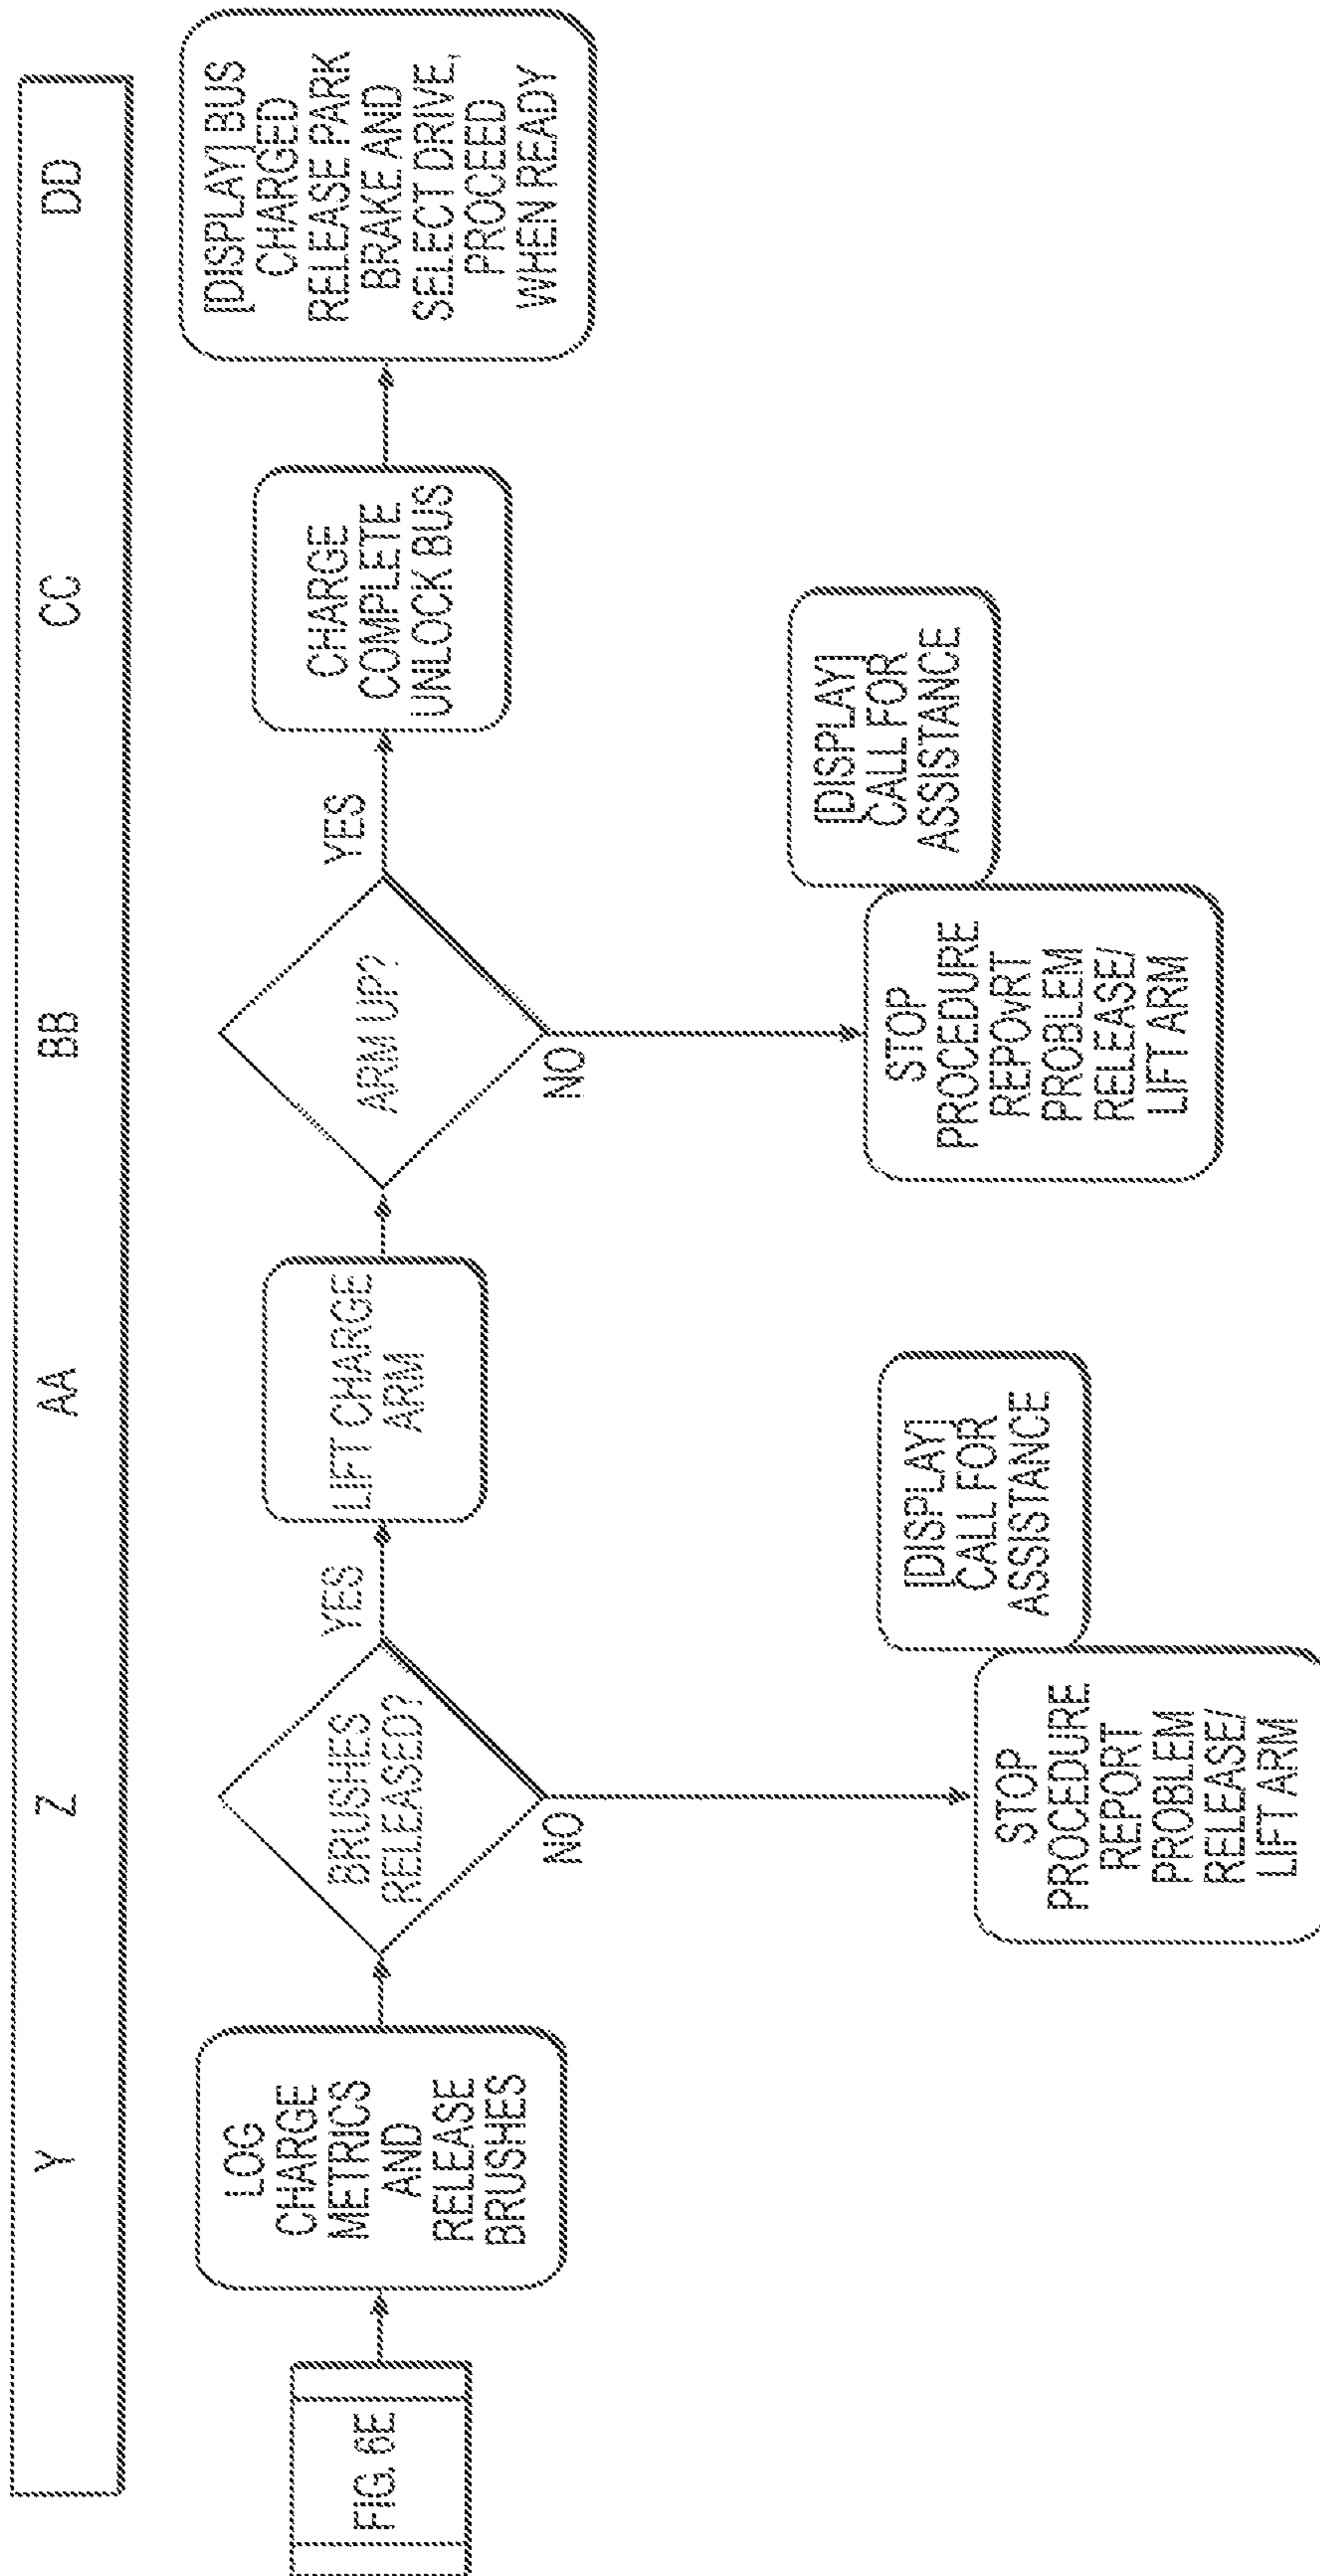 Y Z AA BB CC DD
FIG. 6E
LOG
CHARGE
METRICS
AND
RELEASE
BRUSHES
BRUSHES
RELEASED?
YES
NO
STOP
PROCEDURE
REPORT
PROBLEM
RELEASE/
LIFT ARM
[DISPLAY]
CALL FOR
ASSISTANCE
LIFT CHARGE
ARM
ARM UP?
YES
NO
STOP
PROCEDURE
REPOVRT
PROBLEM
RELEASE/
LIFT ARM
[DISPLAY]
CALL FOR
ASSISTANCE
CHARGE
COMPLETE
UNLOCK BUS
[DISPLAY] BUS
CHARGED
RELEASE PARK
BRAKE AND
SELECT DRIVE,
PROCEED
WHEN READY